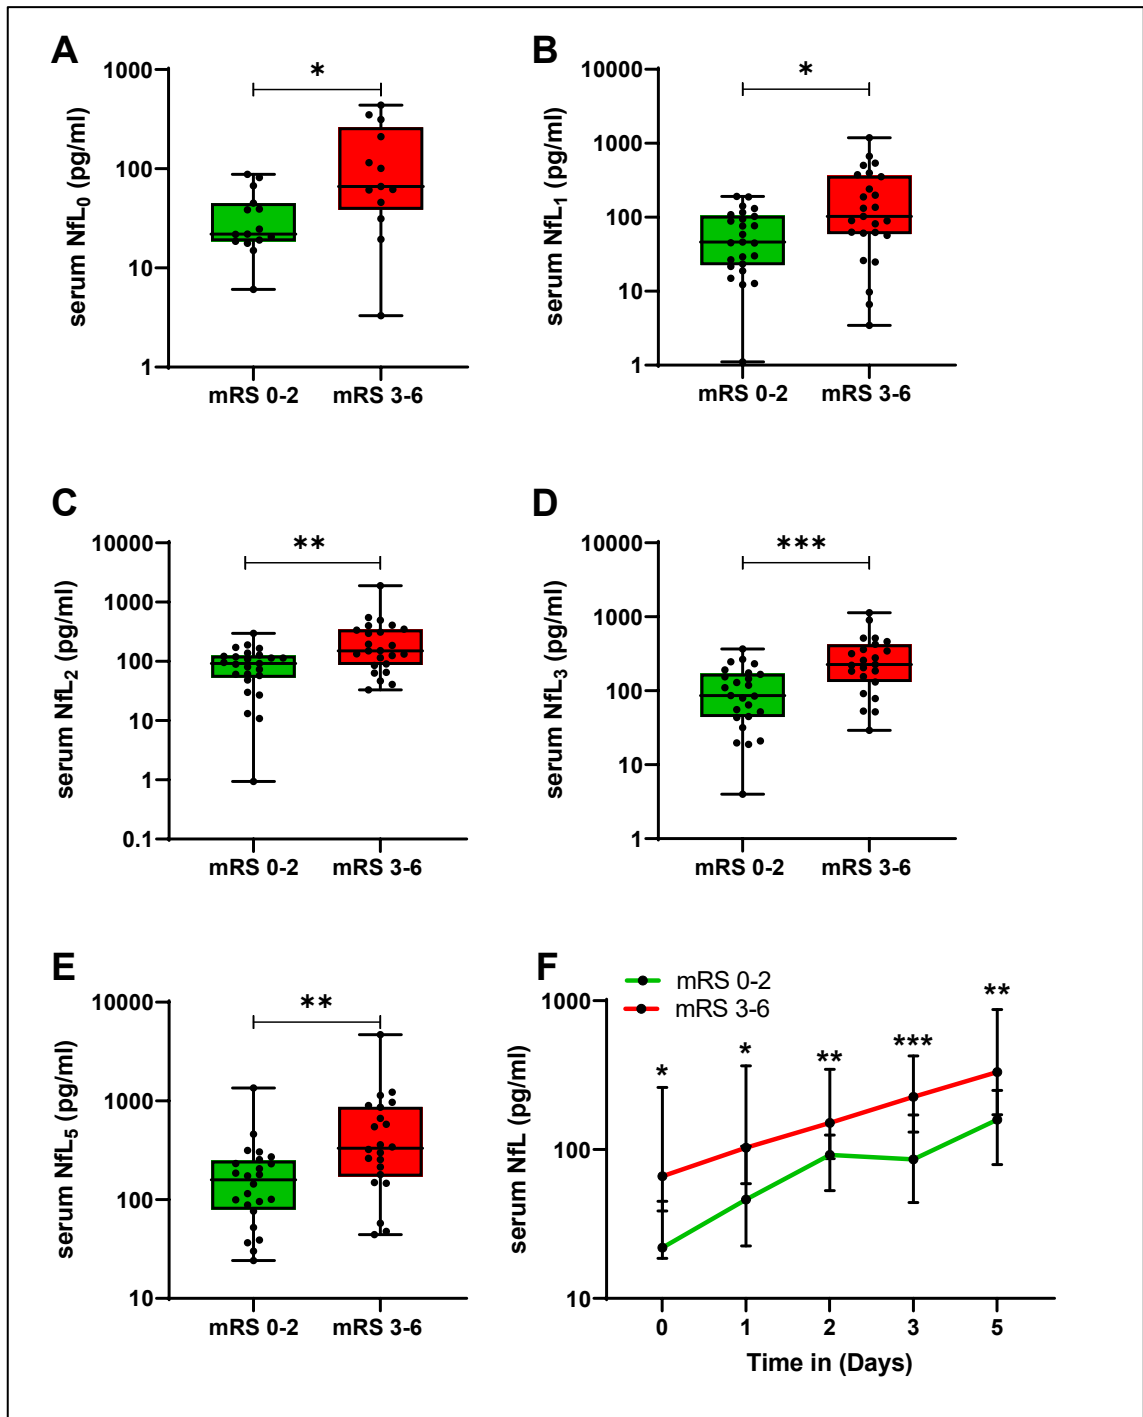 A
B
*
*
1000
100
10
1
serum NfL0 (pg/ml)
mRS 0-2 mRS 3-6
10000
1000
100
10
1
serum NfL1 (pg/ml)
mRS 0-2 mRS 3-6
C
D
**
***
10000
1000
100
10
1
0.1
serum NfL2 (pg/ml)
mRS 0-2 mRS 3-6
10000
1000
100
10
1
serum NfL3 (pg/ml)
mRS 0-2 mRS 3-6
E
F
**
10000
1000
100
10
serum NfL5 (pg/ml)
mRS 0-2 mRS 3-6
mRS 0-2
mRS 3-6
* * ** *** **
1000
100
10
serum NfL (pg/ml)
0 1 2 3 5
Time in (Days)